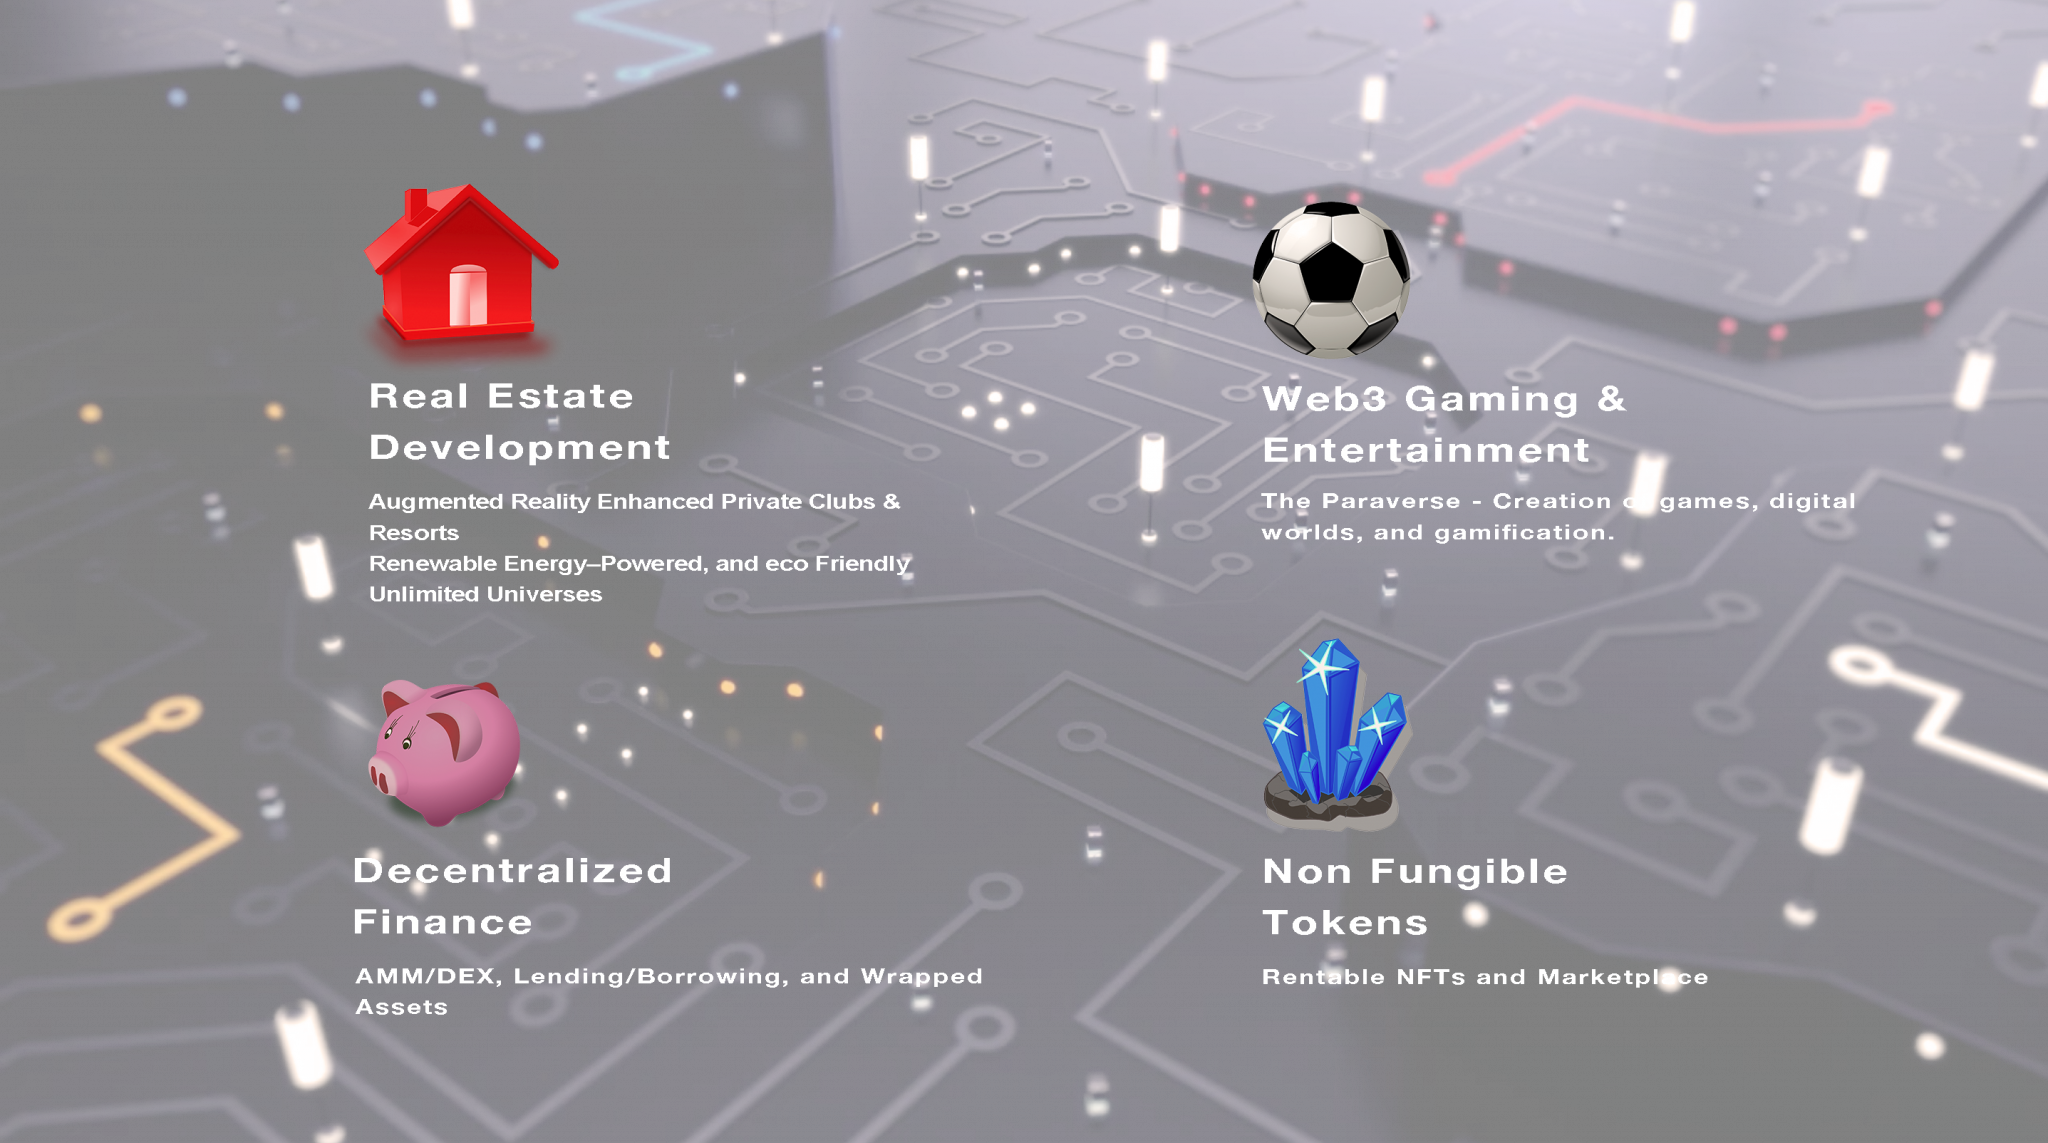 Real Estate
Development
Augmented Reality Enhanced Private Clubs &
Resorts
Renewable Energy–Powered, and eco Friendly
Unlimited Universes
Web3 Gaming &
Entertainment
The Paraverse - Creation of games, digital
worlds, and gamification.
Decentralized
Finance
AMM/DEX, Lending/Borrowing, and Wrapped
Assets
Non Fungible
Tokens
Rentable NFTs and Marketplace